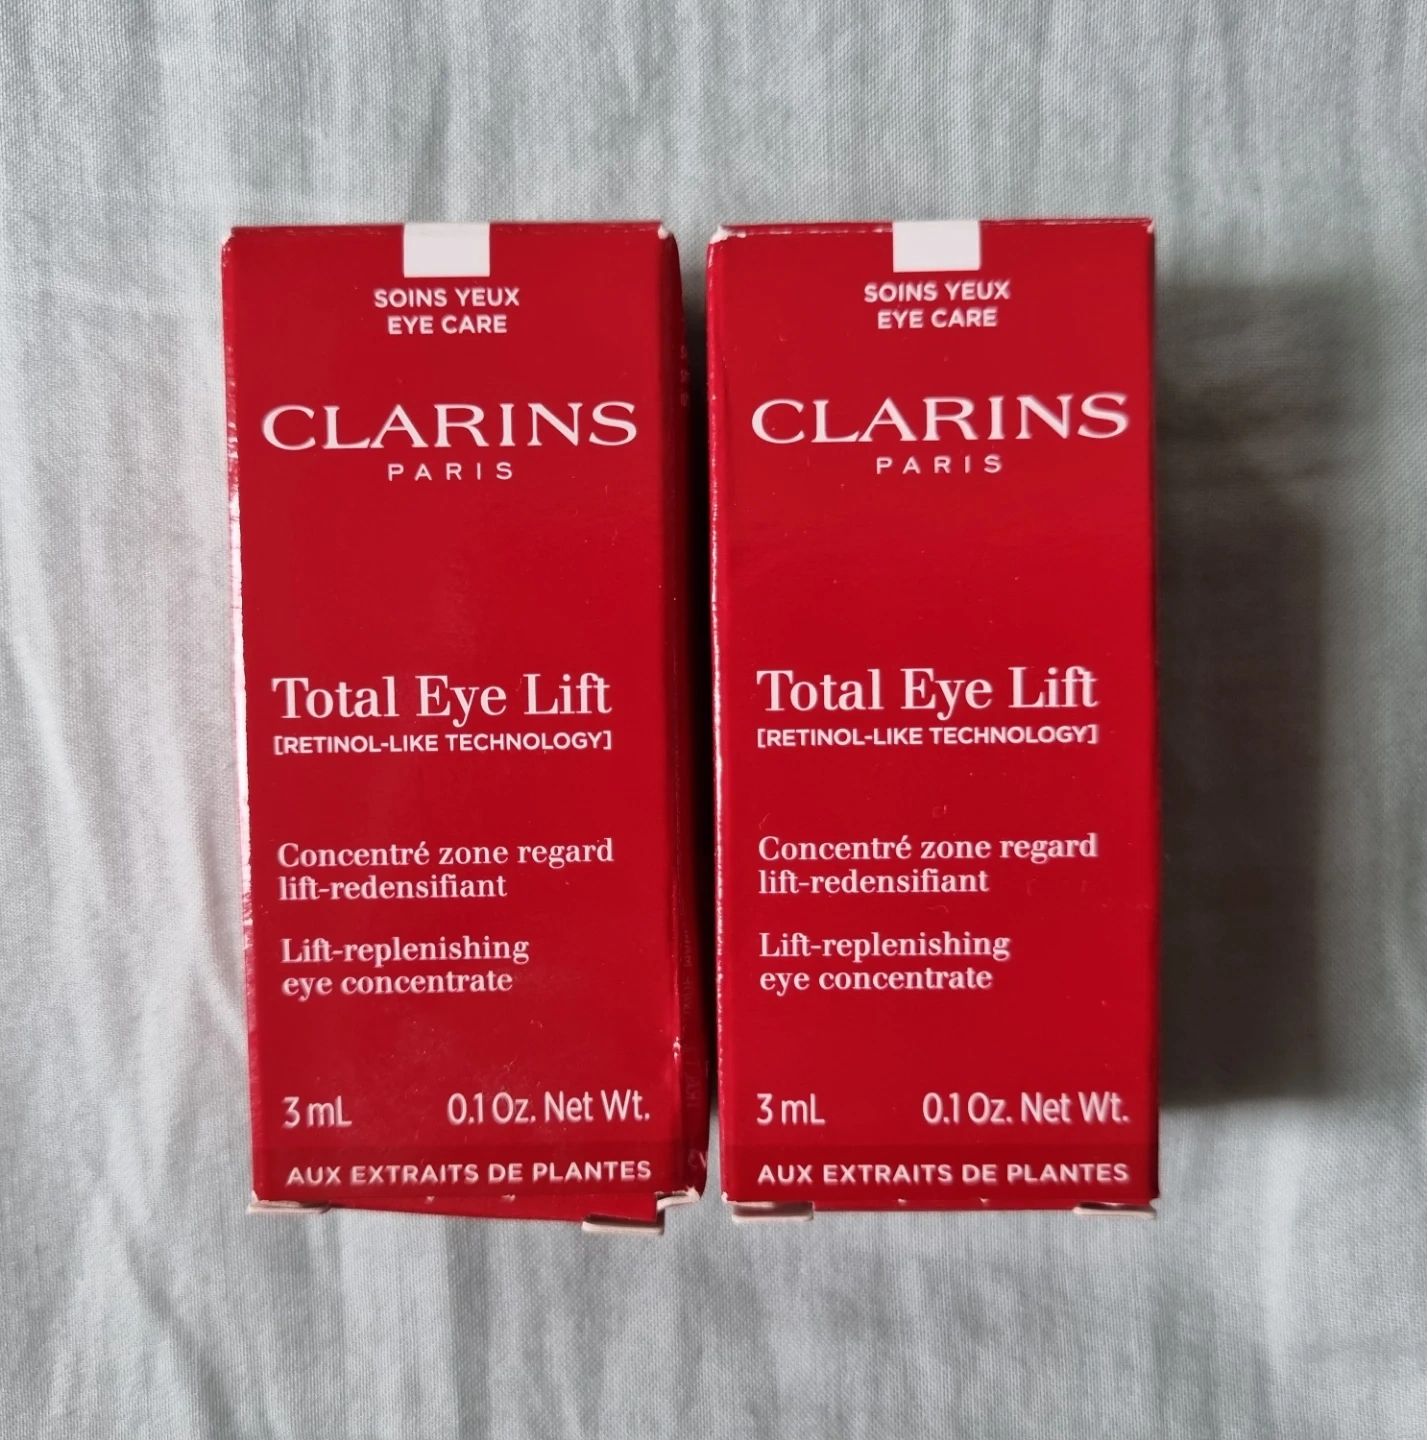 SOINS YEUX
EYE CARE
CLARINS
PARIS
Total Eye Lift
[RETINOL-LIKE TECHNOLOGY]
Concentré zone regard
lift-redensifiant
Lift-replenishing
eye concentrate
3 mL 0.1 Oz. Net Wt.
AUX EXTRAITS DE PLANTES
SOINS YEUX
EYE CARE
CLARINS
PARIS
Total Eye Lift
[RETINOL-LIKE TECHNOLOGY]
Concentré zone regard
lift-redensifiant
Lift-replenishing
eye concentrate
3 mL 0.1 Oz. Net Wt.
AUX EXTRAITS DE PLANTES